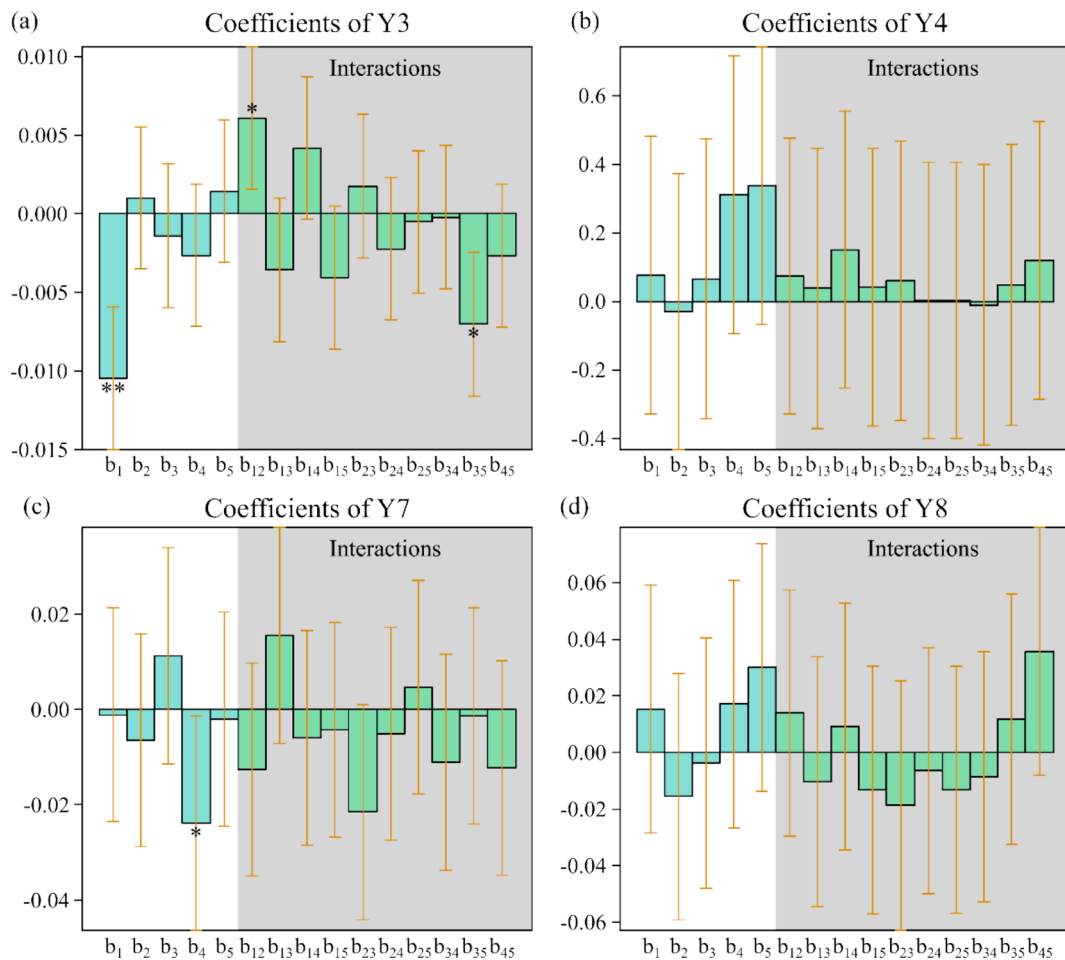 (a) Coefficients of Y3
Interactions
0.010
0.005
0.000
-0.005
-0.010
-0.015
*
*
**
b₁ b₂ b₃ b₄ b₅ b₁₂ b₁₃ b₁₄ b₁₅ b₂₃ b₂₄ b₂₅ b₃₄ b₃₅ b₄₅
(b) Coefficients of Y4
Interactions
0.6
0.4
0.2
0.0
-0.2
-0.4
b₁ b₂ b₃ b₄ b₅ b₁₂ b₁₃ b₁₄ b₁₅ b₂₃ b₂₄ b₂₅ b₃₄ b₃₅ b₄₅
(c) Coefficients of Y7
Interactions
0.02
0.00
-0.02
-0.04
*
b₁ b₂ b₃ b₄ b₅ b₁₂ b₁₃ b₁₄ b₁₅ b₂₃ b₂₄ b₂₅ b₃₄ b₃₅ b₄₅
(d) Coefficients of Y8
Interactions
0.06
0.04
0.02
0.00
-0.02
-0.04
-0.06
b₁ b₂ b₃ b₄ b₅ b₁₂ b₁₃ b₁₄ b₁₅ b₂₃ b₂₄ b₂₅ b₃₄ b₃₅ b₄₅